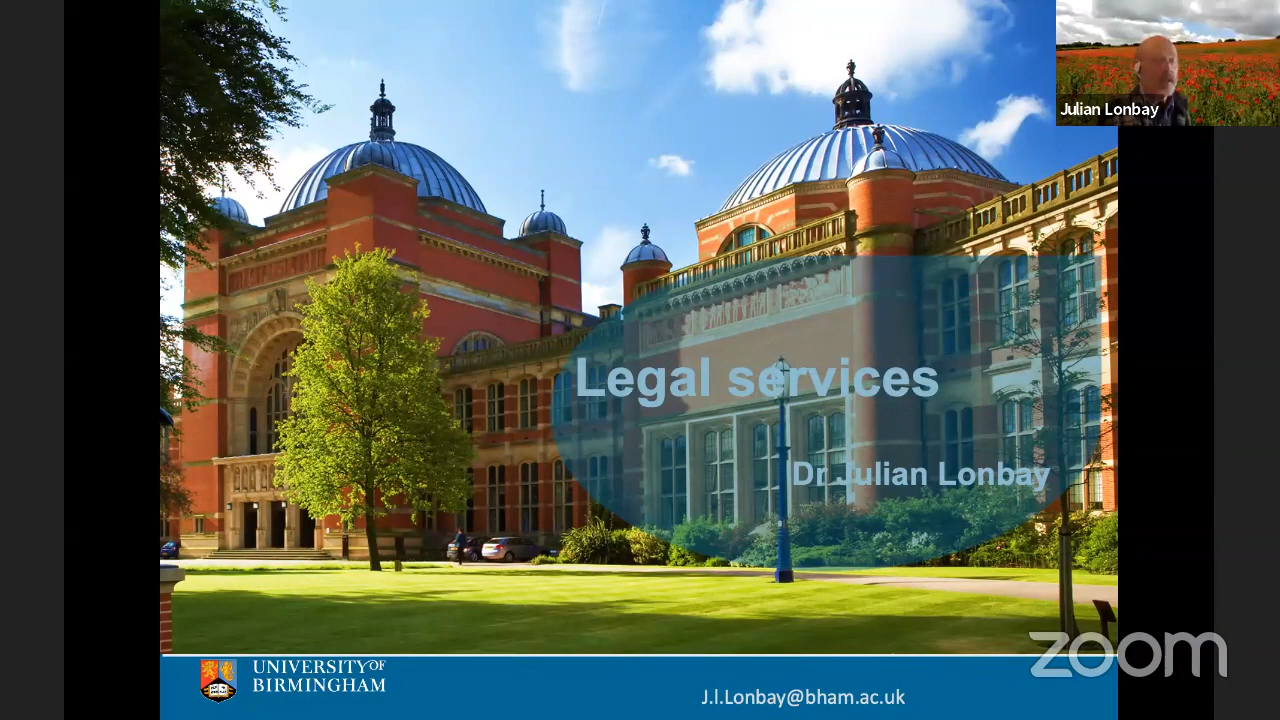 Julian Lonbay
Legal services
Dr Julian Lonbay
zoom
UNIVERSITY OF
BIRMINGHAM
J.I.Lonbay@bham.ac.uk